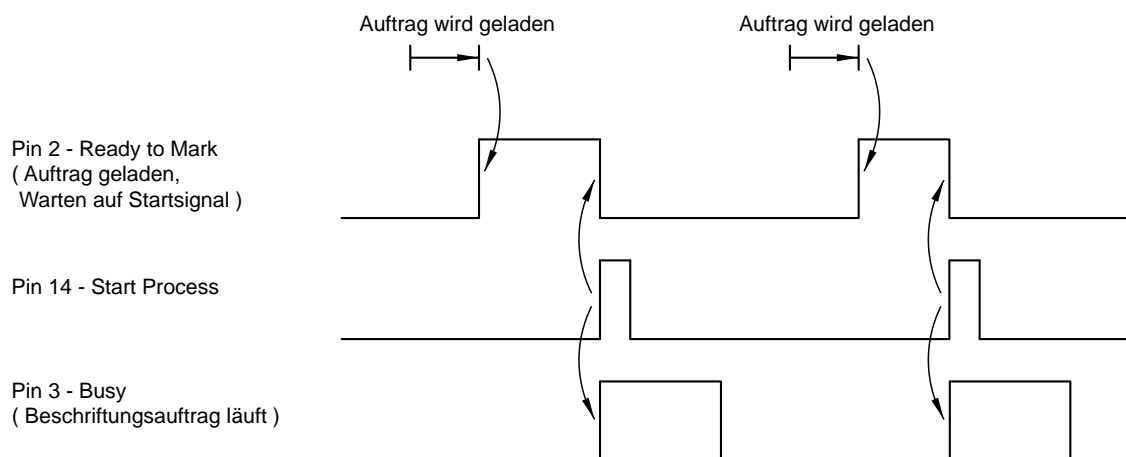 Auftrag wird geladen
Auftrag wird geladen
Pin 2 - Ready to Mark
( Auftrag geladen,
Warten auf Startsignal )
Pin 14 - Start Process
Pin 3 - Busy
( Beschriftungsauftrag läuft )